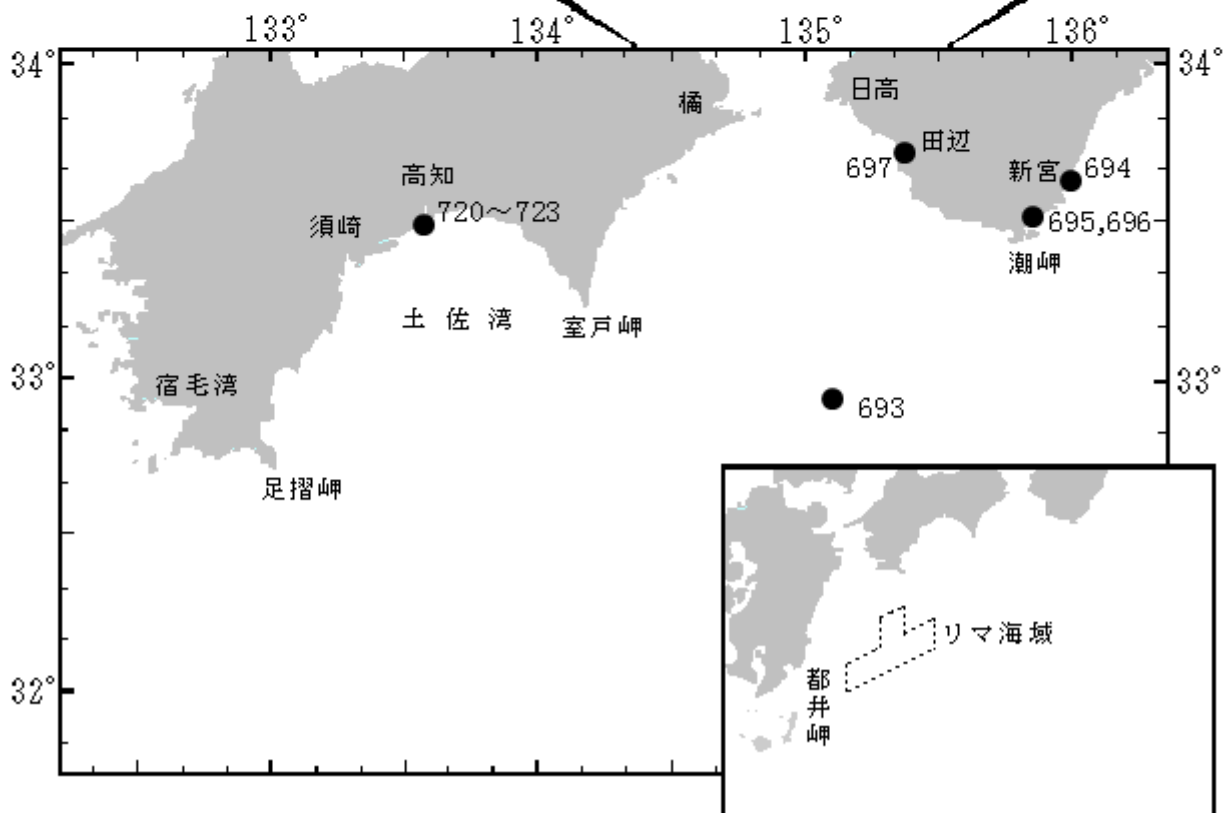 133°
134°
135°
136°
34°
34°
橘
日高
田辺
697
新宮
694
高知
720～723
須崎
695,696
潮岬
土佐湾
室戸岬
33°
33°
宿毛湾
693
足摺岬
リマ海域
都井岬
32°